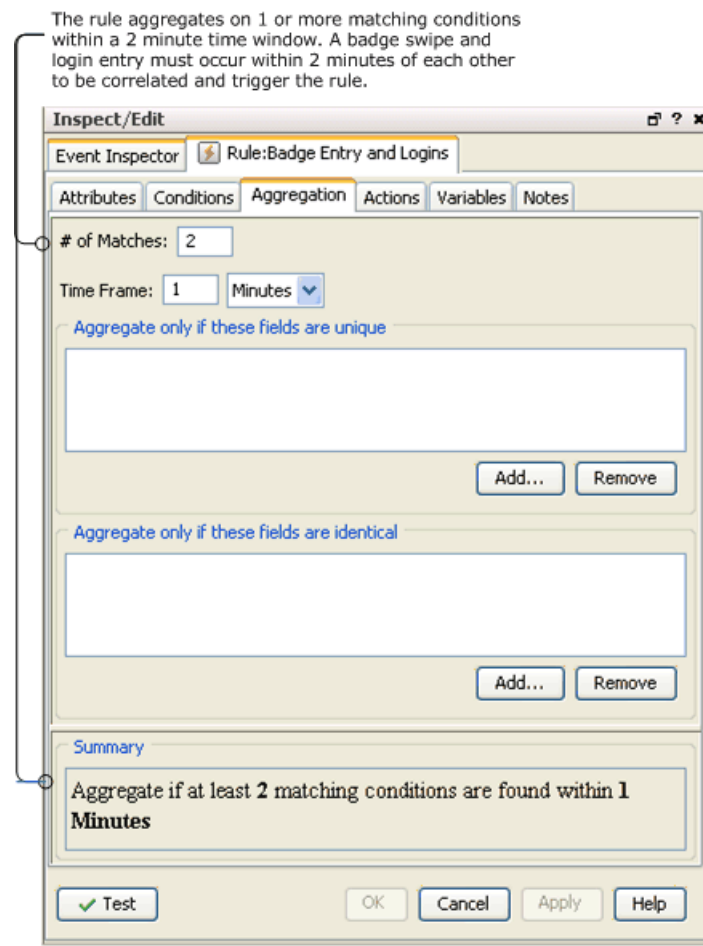 The rule aggregates on 1 or more matching conditions
within a 2 minute time window. A badge swipe and
login entry must occur within 2 minutes of each other
to be correlated and trigger the rule.
Inspect/Edit
Event Inspector Rule:Badge Entry and Logins
Attributes Conditions Aggregation Actions Variables Notes
# of Matches: 2
Time Frame: 1 Minutes
Aggregate only if these fields are unique
Add... Remove
Aggregate only if these fields are identical
Add... Remove
Summary
Aggregate if at least 2 matching conditions are found within 1
Minutes
Test OK Cancel Apply Help